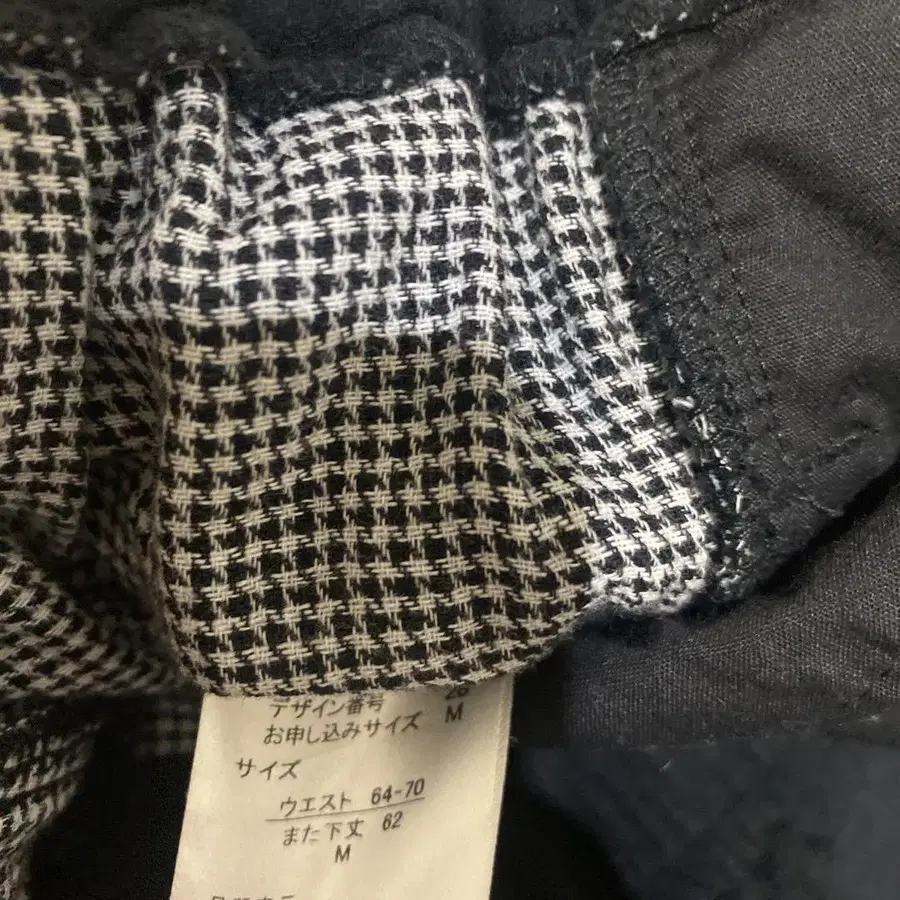 デザイン番号
お申し込みサイズ M
サイズ
ウエスト 64-70
また下丈 62
M